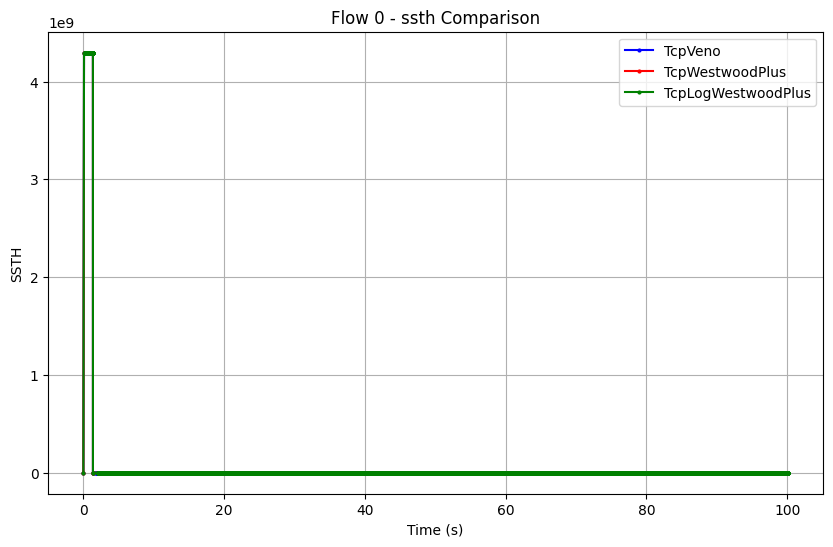 Flow 0 - ssth Comparison
1e9
TcpVeno
TcpWestwoodPlus
TcpLogWestwoodPlus
4
3
2
1
0
SSTH
0 20 40 60 80 100
Time (s)